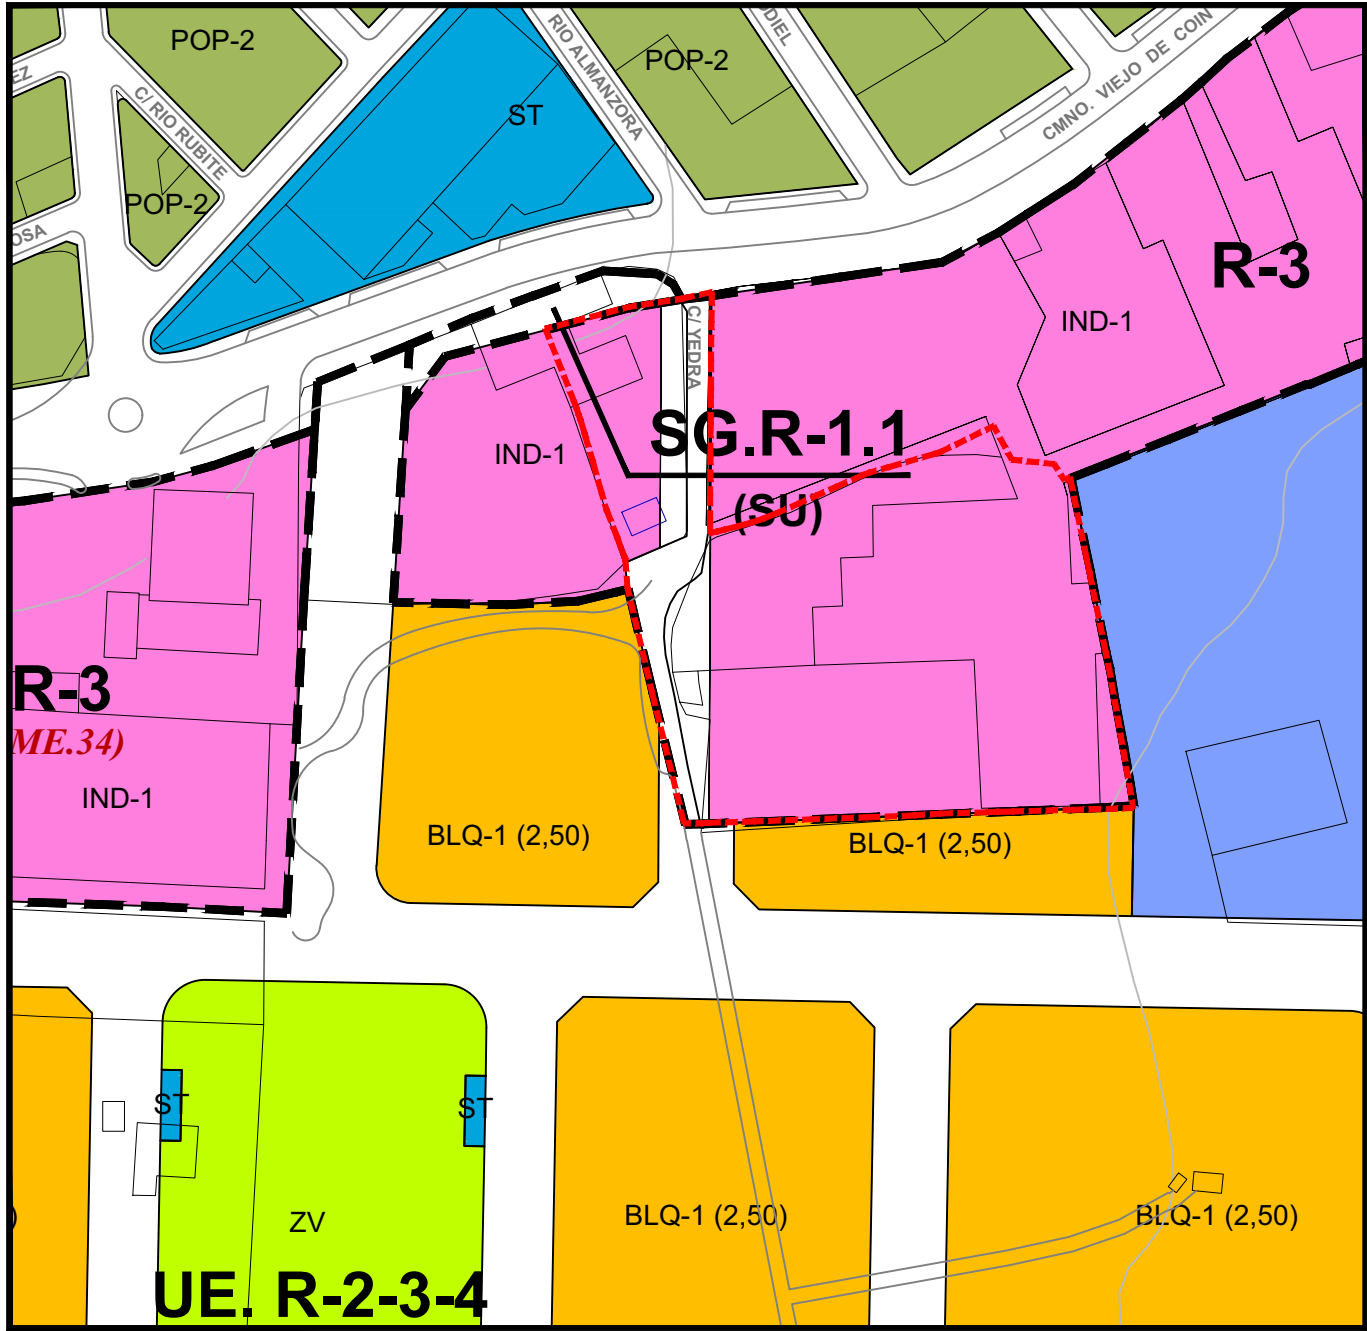 POP-2
RIO ALMANZORA
POP-2
CMNO. VIEJO DE COIN
C/ RIO RUBITE
ST
POP-2
R-3
IND-1
C/ YEDRA
SG.R-1.1
IND-1
(SU)
R-3
ME.34)
IND-1
BLQ-1 (2,50)
BLQ-1 (2,50)
ST
ST
ZV
BLQ-1 (2,50)
BLQ-1 (2,50)
)
UE. R-2-3-4